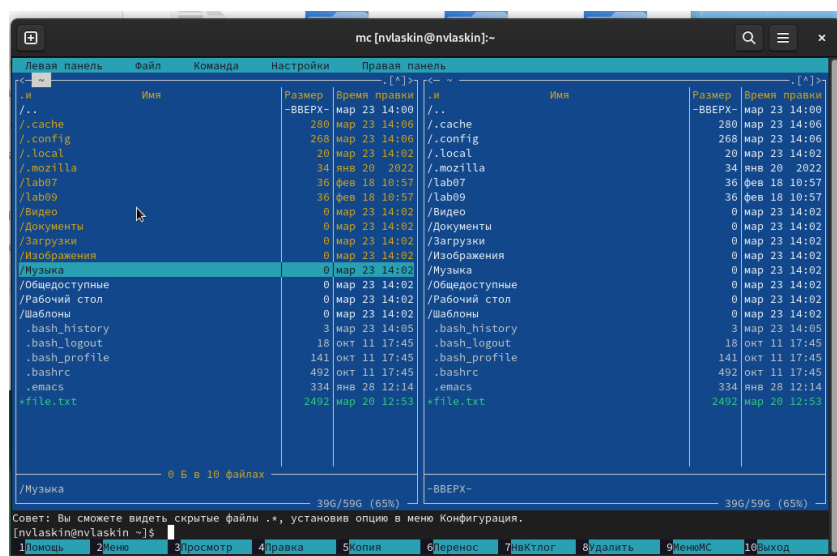 mc [nvlaskin@nvlaskin]:~
Левая панель Файл Команда Настройки Правая панель
<─ ~ .[^]> <─ ~ .[^]>
.и Имя Размер Время правки .и Имя Размер Время правки
/.. -ВВЕРХ- мар 23 14:00 /.. -ВВЕРХ- мар 23 14:00
/.cache 280 мар 23 14:06 /.cache 280 мар 23 14:06
/.config 268 мар 23 14:06 /.config 268 мар 23 14:06
/.local 20 мар 23 14:02 /.local 20 мар 23 14:02
/.mozilla 34 янв 20 2022 /.mozilla 34 янв 20 2022
/lab07 36 фев 18 10:57 /lab07 36 фев 18 10:57
/lab09 36 фев 18 10:57 /lab09 36 фев 18 10:57
/Видео 0 мар 23 14:02 /Видео 0 мар 23 14:02
/Документы 0 мар 23 14:02 /Документы 0 мар 23 14:02
/Загрузки 0 мар 23 14:02 /Загрузки 0 мар 23 14:02
/Изображения 0 мар 23 14:02 /Изображения 0 мар 23 14:02
/Музыка 0 мар 23 14:02 /Музыка 0 мар 23 14:02
/Общедоступные 0 мар 23 14:02 /Общедоступные 0 мар 23 14:02
/Рабочий стол 0 мар 23 14:02 /Рабочий стол 0 мар 23 14:02
/Шаблоны 0 мар 23 14:02 /Шаблоны 0 мар 23 14:02
.bash_history 3 мар 23 14:05 .bash_history 3 мар 23 14:05
.bash_logout 18 окт 11 17:45 .bash_logout 18 окт 11 17:45
.bash_profile 141 окт 11 17:45 .bash_profile 141 окт 11 17:45
.bashrc 492 окт 11 17:45 .bashrc 492 окт 11 17:45
.emacs 334 янв 28 12:14 .emacs 334 янв 28 12:14
*file.txt 2492 мар 20 12:53 *file.txt 2492 мар 20 12:53
0 Б в 10 файлах
/Музыка -ВВЕРХ-
39G/59G (65%) 39G/59G (65%)
Совет: Вы сможете видеть скрытые файлы .*, установив опцию в меню Конфигурация.
[nvlaskin@nvlaskin ~]$
1Помощь 2Меню 3Просмотр 4Правка 5Копия 6Перенос 7НвКтлог 8Удалить 9МенюМС 10Выход